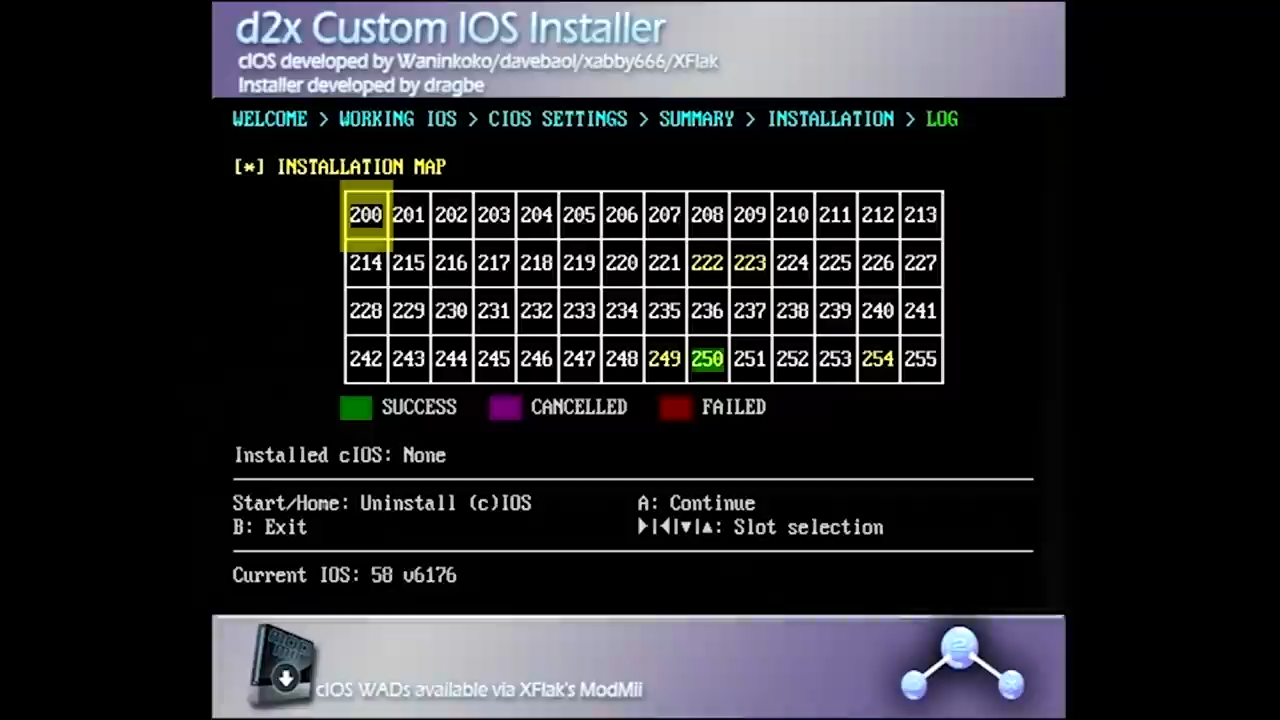 d2x Custom IOS Installer
cIOS developed by Waninkoko/davebaol/xabby666/XFlak
Installer developed by dragbe
WELCOME > WORKING IOS > CIOS SETTINGS > SUMMARY > INSTALLATION > LOG
[*] INSTALLATION MAP
200 201 202 203 204 205 206 207 208 209 210 211 212 213
214 215 216 217 218 219 220 221 222 223 224 225 226 227
228 229 230 231 232 233 234 235 236 237 238 239 240 241
242 243 244 245 246 247 248 249 250 251 252 253 254 255
SUCCESS CANCELLED FAILED
Installed cIOS: None
Start/Home: Uninstall (c)IOS A: Continue
B: Exit ►|◄|▼|▲: Slot selection
Current IOS: 58 v6176
cIOS WADs available via XFlak's ModMii